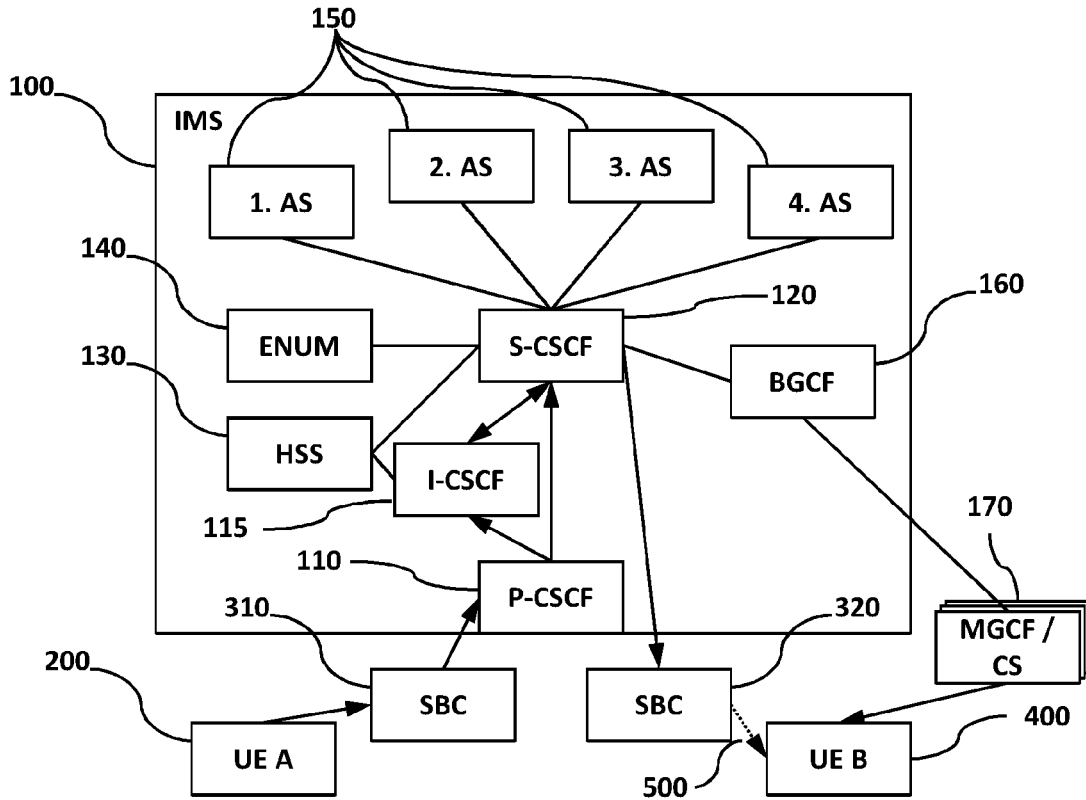 150
100
IMS
2. AS
3. AS
1. AS
4. AS
140
120
160
ENUM
S-CSCF
BGCF
130
HSS
I-CSCF
115
170
110
P-CSCF
310
320
MGCF /
CS
200
SBC
SBC
400
UE A
500
UE B